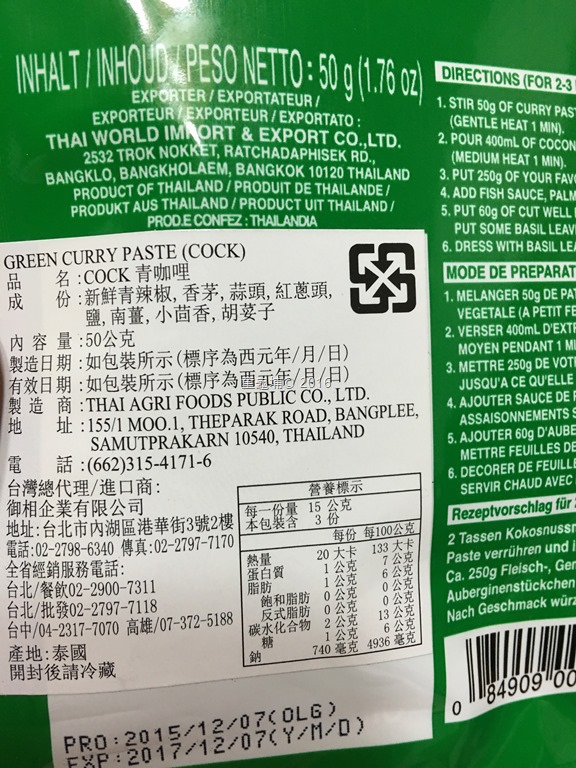 INHALT / INHOUD / PESO NETTO : 50 g (1.76 oz)
EXPORTER / EXPORTATEUR /
EXPORTEUR / EXPORTEUR / EXPORTATO :
THAI WORLD IMPORT & EXPORT CO.,LTD.
2532 TROK NOKKET, RATCHADAPHISEK RD.,
BANGKLO, BANGKHOLAEM, BANGKOK 10120 THAILAND
PRODUCT OF THAILAND / PRODUIT DE THAILANDE /
PRODUKT AUS THAILAND / PRODUCT UIT THAILAND /
PROD.E CONFEZ : THAILANDIA
GREEN CURRY PASTE (COCK)
品 名:COCK 青咖哩
成 份:新鮮青辣椒, 香茅, 蒜頭, 紅蔥頭,
鹽, 南薑, 小茴香, 胡荽子
內 容 量:50公克
製造日期:如包裝所示(標序為西元年/月/日)
有效日期:如包裝所示(標序為西元年/月/日)
製 造 商:THAI AGRI FOODS PUBLIC CO., LTD.
地 址:155/1 MOO.1, THEPARAK ROAD, BANGPLEE,
SAMUTPRAKARN 10540, THAILAND
電 話:(662)315-4171-6
台灣總代理/進口商:
御相企業有限公司
地址:台北市內湖區港華街3號2樓
電話:02-2798-6340 傳真:02-2797-7170
全省經銷服務電話:
台北/餐飲02-2900-7311
台北/批發02-2797-7118
台中/04-2317-7070 高雄/07-372-5188
產地:泰國
開封後請冷藏
營養標示
每一份量 15 公克
本包裝含 3 份
每份 每100公克
熱量 20 大卡 133 大卡
蛋白質 1 公克 7 公克
脂肪 1 公克 6 公克
飽和脂肪 0 公克 0 公克
反式脂肪 0 公克 0 公克
碳水化合物 2 公克 13 公克
糖 1 公克 6 公克
鈉 740 毫克 4936 毫克
PRO:2015/12/07(OLG)
EXP:2017/12/07(Y/M/D)
DIRECTIONS (FOR 2-3
1. STIR 50g OF CURRY PAST
(GENTLE HEAT 1 MIN).
2. POUR 400mL OF COCON
(MEDIUM HEAT 1 MIN).
3. PUT 250g OF YOUR FAVO
4. ADD FISH SAUCE, PALM
5. PUT 60g OF CUT WELL
PUT SOME BASIL LEAV
6. DRESS WITH BASIL LEA
MODE DE PREPARAT
1. MELANGER 50g DE PAT
VEGETALE (A PETIT FE
2. VERSER 400mL D'EXTR
MOYEN PENDANT 1 MI
3. METTRE 250g DE VOTR
JUSQU'A CE QU'ELLE
4. AJOUTER SAUCE DE P
ASSAISONNEMENTS S
5. AJOUTER 60g D'AUBE
METTRE FEUILLES DE
6. DECORER DE FEUILLE
SERVIR CHAUD AVEC
Rezeptvorschlag für
2 Tassen Kokosnussm
Paste verrühren und i
Ca. 250g Fleisch-, Gem
Auberginenstückchen
Nach Geschmack würz
0 84909 00